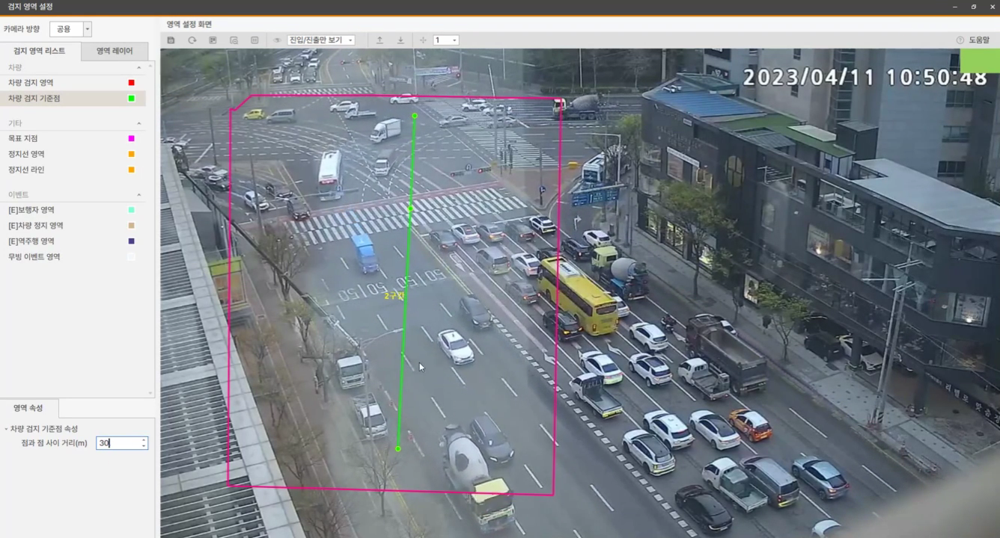 검지 영역 설정
카메라 방향 공용
영역 설정 화면
진입/진출만 보기 1 도움말
검지 영역 리스트 영역 레이어
차량
차량 검지 영역
차량 검지 기준점
기타
목표 지점
정지선 영역
정지선 라인
이벤트
[E]보행자 영역
[E]차량 정지 영역
[E]역주행 영역
무빙 이벤트 영역
영역 속성
차량 검지 기준점 속성
점과 점 사이 거리(m) 30
2023/04/11 10:50:48
50 50 50 50
2구간